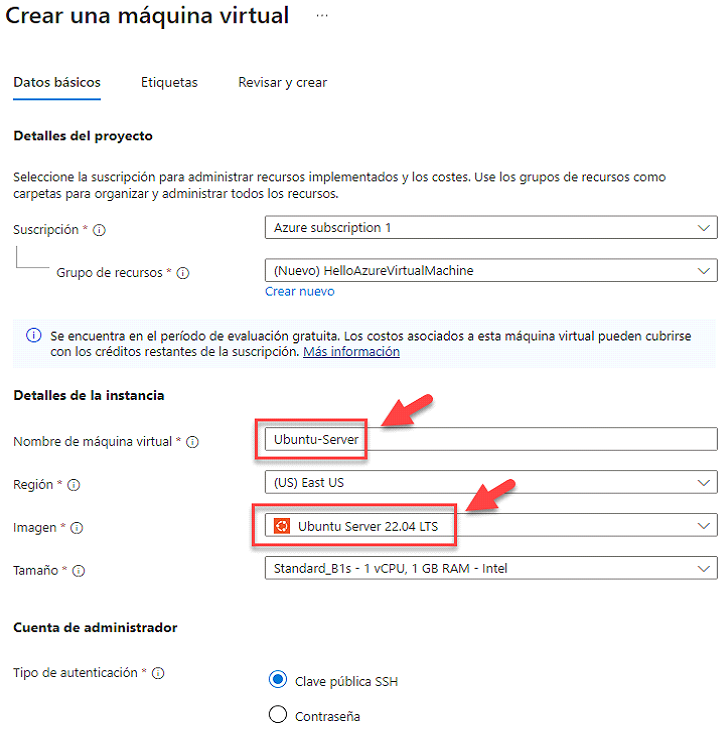 Crear una máquina virtual ...
Datos básicos
Etiquetas
Revisar y crear
Detalles del proyecto
Seleccione la suscripción para administrar recursos implementados y los costes. Use los grupos de recursos como
carpetas para organizar y administrar todos los recursos.
Suscripción *
Azure subscription 1
Grupo de recursos *
(Nuevo) HelloAzureVirtualMachine
Crear nuevo
Se encuentra en el período de evaluación gratuita. Los costos asociados a esta máquina virtual pueden cubrirse
con los créditos restantes de la suscripción. Más información
Detalles de la instancia
Nombre de máquina virtual *
Ubuntu-Server
Región *
(US) East US
Imagen *
Ubuntu Server 22.04 LTS
Tamaño *
Standard_B1s - 1 vCPU, 1 GB RAM - Intel
Cuenta de administrador
Tipo de autenticación *
Clave pública SSH
Contraseña